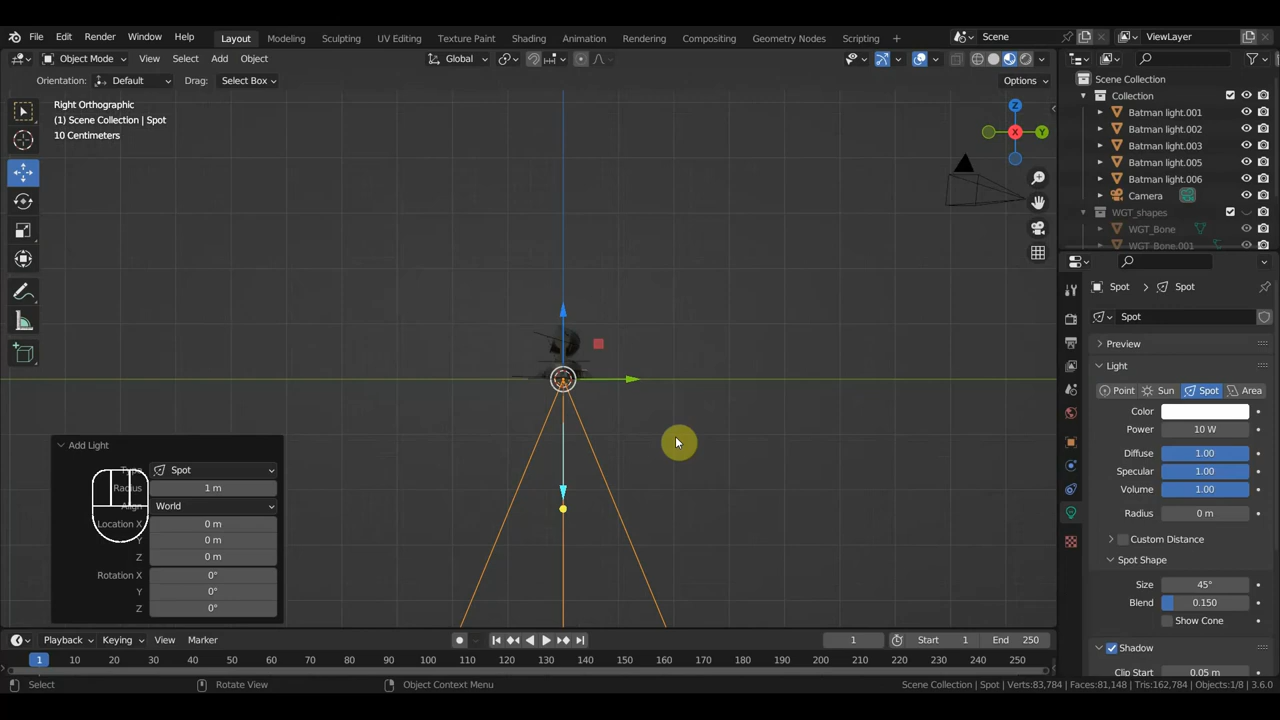 File Edit Render Window Help Layout Modeling Sculpting UV Editing Texture Paint Shading Animation Rendering Compositing Geometry Nodes Scripting + Scene ViewLayer
Object Mode View Select Add Object Global
Orientation: Default Drag: Select Box Options
Right Orthographic
(1) Scene Collection | Spot
10 Centimeters
Z
Y
X
Scene Collection
Collection
Batman light.001
Batman light.002
Batman light.003
Batman light.005
Batman light.006
Camera
WGT_shapes
WGT_Bone
WGT_Bone.001
Spot Spot
Spot
Preview
Light
Point Sun Spot Area
Color
Power 10 W
Diffuse 1.00
Specular 1.00
Volume 1.00
Radius 0 m
Custom Distance
Spot Shape
Size 45°
Blend 0.150
Show Cone
Shadow
Clip Start 0.05 m
Add Light
Spot
Radius 1 m
Align World
Location X 0 m
0 m
Z 0 m
Rotation X 0°
Y 0°
Z 0°
Playback Keying View Marker 1 Start 1 End 250
1 10 20 30 40 50 60 70 80 90 100 110 120 130 140 150 160 170 180 190 200 210 220 230 240 250
Select Rotate View Object Context Menu Scene Collection | Spot | Verts:83,784 | Faces:81,148 | Tris:162,784 | Objects:1/8 | 3.6.0